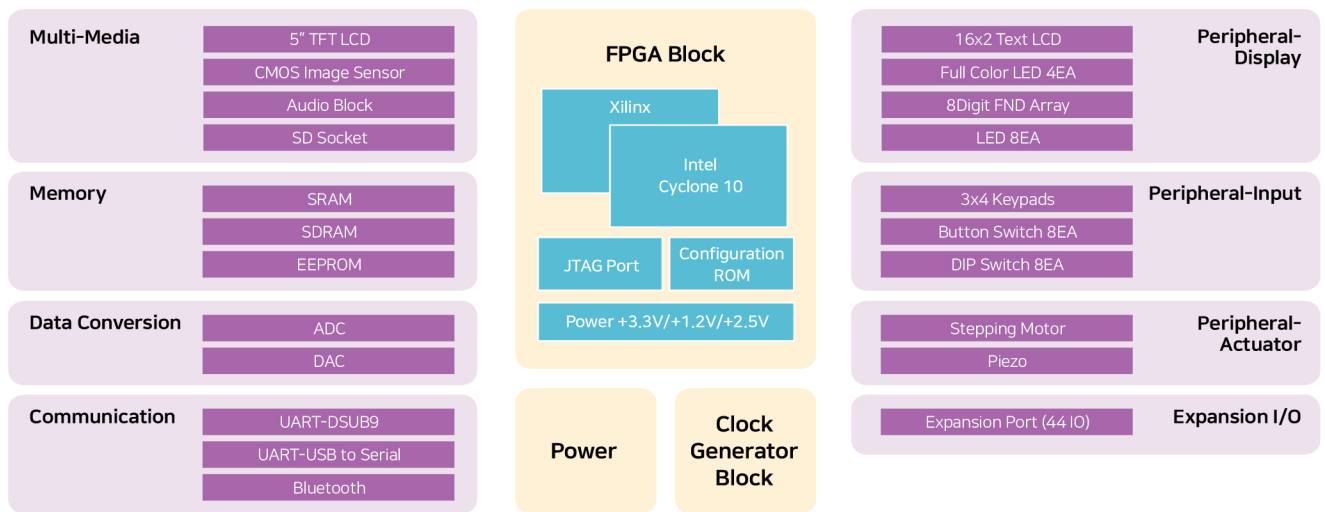 Multi-Media
5” TFT LCD
CMOS Image Sensor
Audio Block
SD Socket
Memory
SRAM
SDRAM
EEPROM
Data Conversion
ADC
DAC
Communication
UART-DSUB9
UART-USB to Serial
Bluetooth
FPGA Block
Xilinx
Intel
Cyclone 10
JTAG Port
Configuration
ROM
Power +3.3V/+1.2V/+2.5V
Power
Clock
Generator
Block
16x2 Text LCD
Full Color LED 4EA
8Digit FND Array
LED 8EA
Peripheral-
Display
3x4 Keypads
Button Switch 8EA
DIP Switch 8EA
Peripheral-Input
Stepping Motor
Piezo
Peripheral-
Actuator
Expansion Port (44 IO)
Expansion I/O